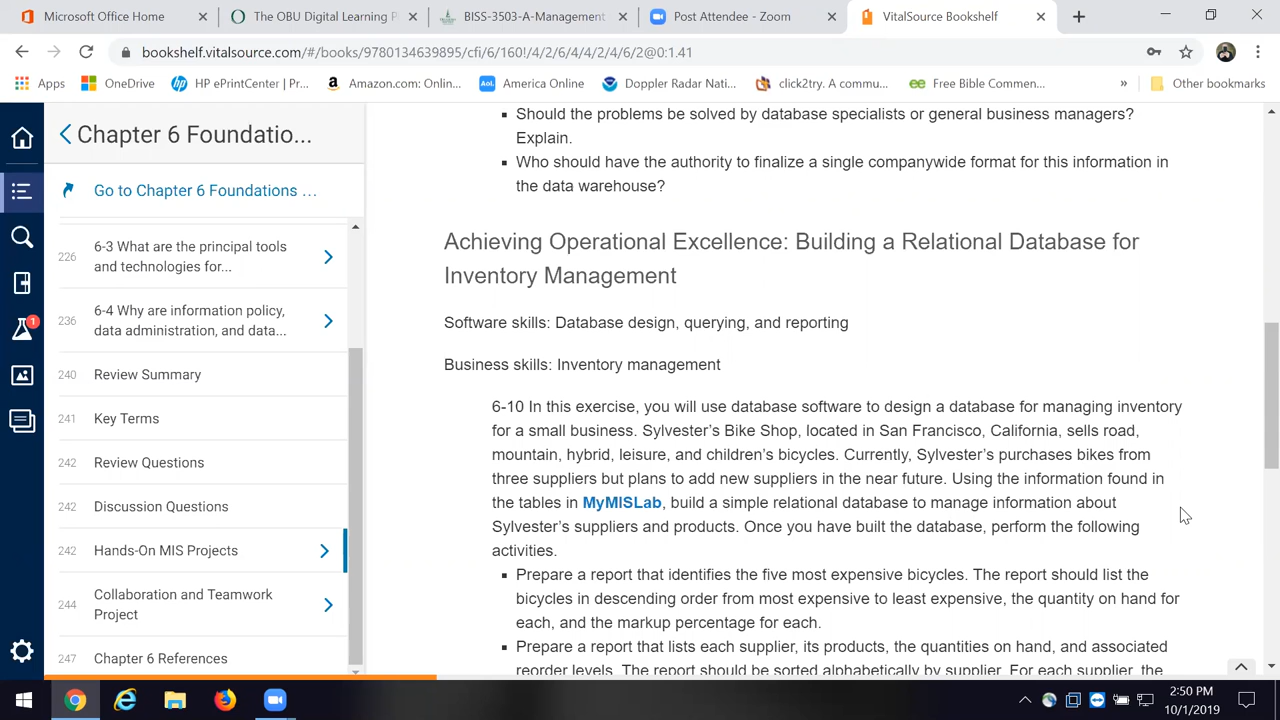 Microsoft Office Home
The OBU Digital Learning P
BISS-3503-A-Management
Post Attendee - Zoom
VitalSource Bookshelf
bookshelf.vitalsource.com/#/books/9780134639895/cfi/6/160!/4/2/6/4/4/2/4/6/2@0:1.41
Apps
OneDrive
HP ePrintCenter | Pr...
Amazon.com: Onlin...
America Online
Doppler Radar Nati...
click2try. A commu...
Free Bible Commen...
»
Other bookmarks
Chapter 6 Foundatio...
Go to Chapter 6 Foundations ...
226 6-3 What are the principal tools
and technologies for...
236 6-4 Why are information policy,
data administration, and data...
1
240 Review Summary
241 Key Terms
242 Review Questions
242 Discussion Questions
242 Hands-On MIS Projects
244 Collaboration and Teamwork
Project
247 Chapter 6 References
▪ Should the problems be solved by database specialists or general business managers?
Explain.
▪ Who should have the authority to finalize a single companywide format for this information in
the data warehouse?
Achieving Operational Excellence: Building a Relational Database for
Inventory Management
Software skills: Database design, querying, and reporting
Business skills: Inventory management
6-10 In this exercise, you will use database software to design a database for managing inventory
for a small business. Sylvester's Bike Shop, located in San Francisco, California, sells road,
mountain, hybrid, leisure, and children's bicycles. Currently, Sylvester's purchases bikes from
three suppliers but plans to add new suppliers in the near future. Using the information found in
the tables in MyMISLab, build a simple relational database to manage information about
Sylvester's suppliers and products. Once you have built the database, perform the following
activities.
▪ Prepare a report that identifies the five most expensive bicycles. The report should list the
bicycles in descending order from most expensive to least expensive, the quantity on hand for
each, and the markup percentage for each.
▪ Prepare a report that lists each supplier, its products, the quantities on hand, and associated
reorder levels. The report should be sorted alphabetically by supplier. For each supplier, the
2:50 PM
10/1/2019